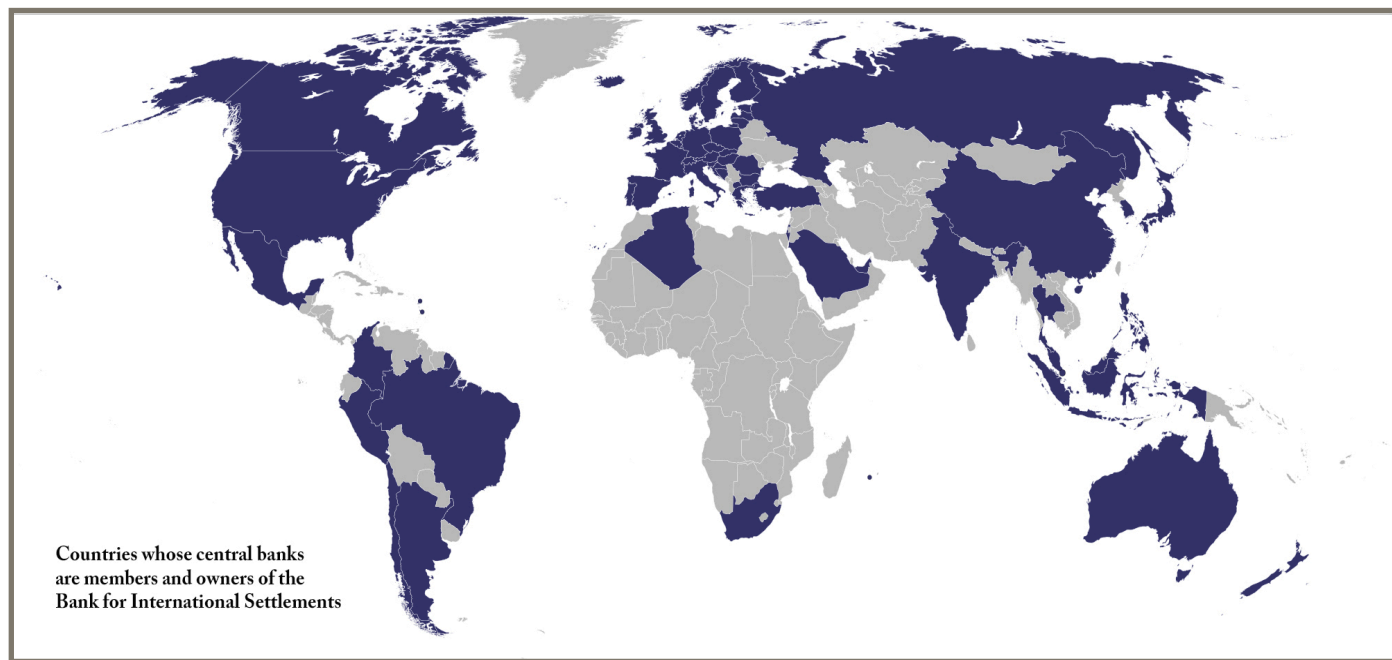 Countries whose central banks
are members and owners of the
Bank for International Settlements